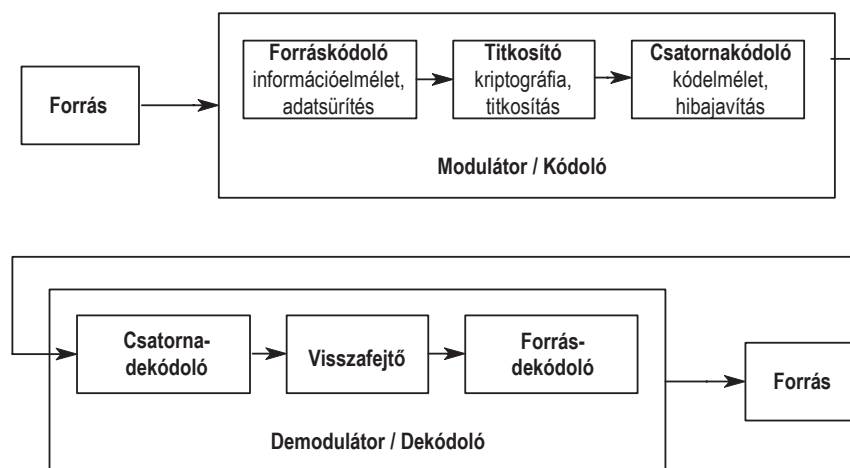 Forrás
Forráskódoló
információelmélet,
adatsürítés
Titkosító
kriptográfia,
titkosítás
Csatornakódoló
kódelmélet,
hibajavítás
Modulátor / Kódoló
Csatorna-
dekódoló
Visszafejtő
Forrás-
dekódoló
Demodulátor / Dekódoló
Forrás